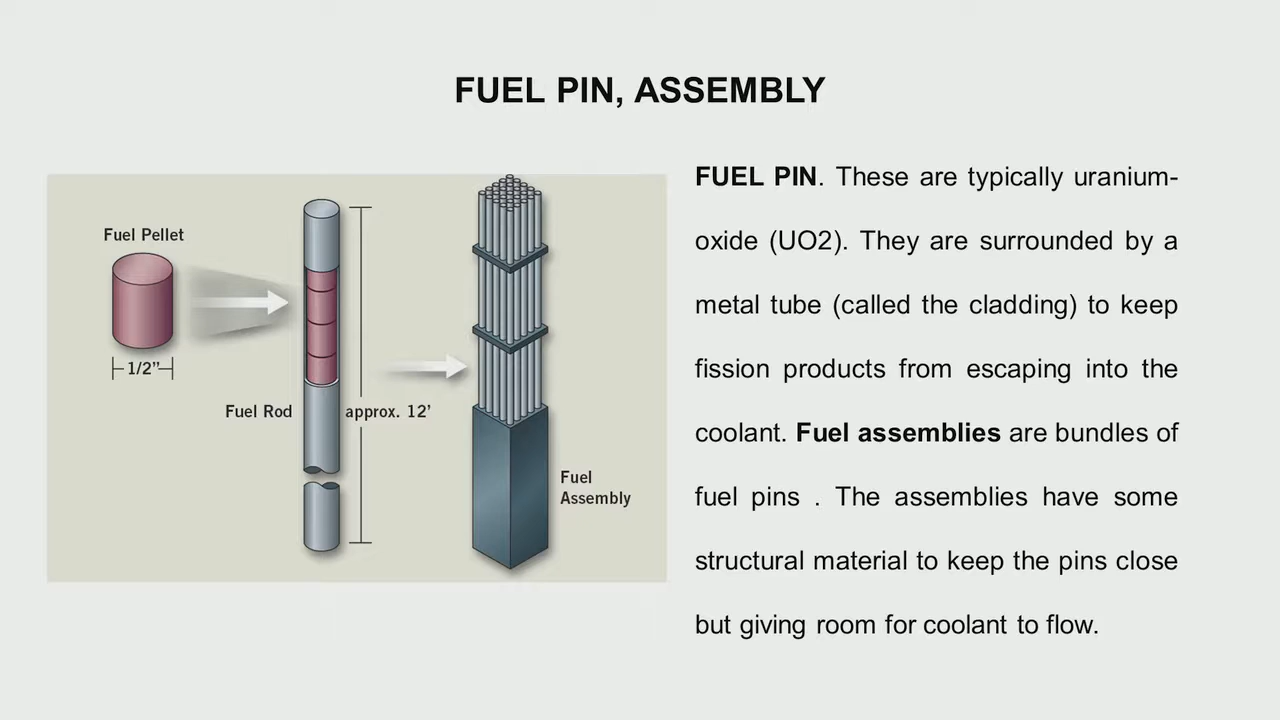 FUEL PIN, ASSEMBLY
Fuel Pellet
1/2”
Fuel Rod
approx. 12’
Fuel
Assembly
FUEL PIN. These are typically uranium-
oxide (UO2). They are surrounded by a
metal tube (called the cladding) to keep
fission products from escaping into the
coolant. Fuel assemblies are bundles of
fuel pins . The assemblies have some
structural material to keep the pins close
but giving room for coolant to flow.